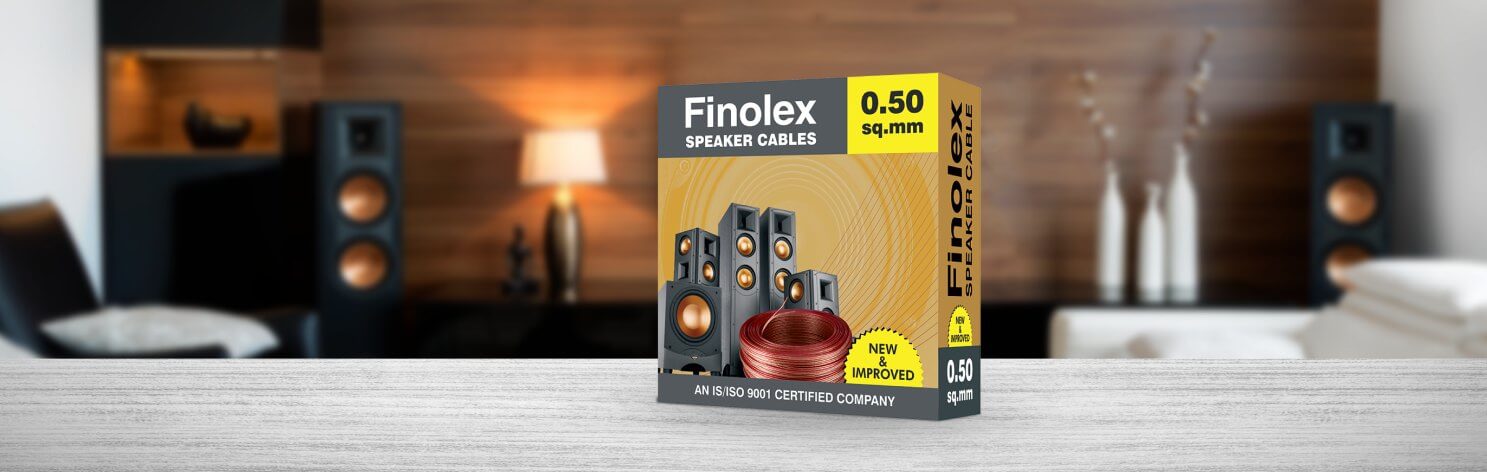 Finolex
SPEAKER CABLES
0.50
sq.mm
NEW
&
IMPROVED
AN IS/ISO 9001 CERTIFIED COMPANY
Finolex
SPEAKER CABLE
NEW
&
IMPROVED
0.50
sq.mm